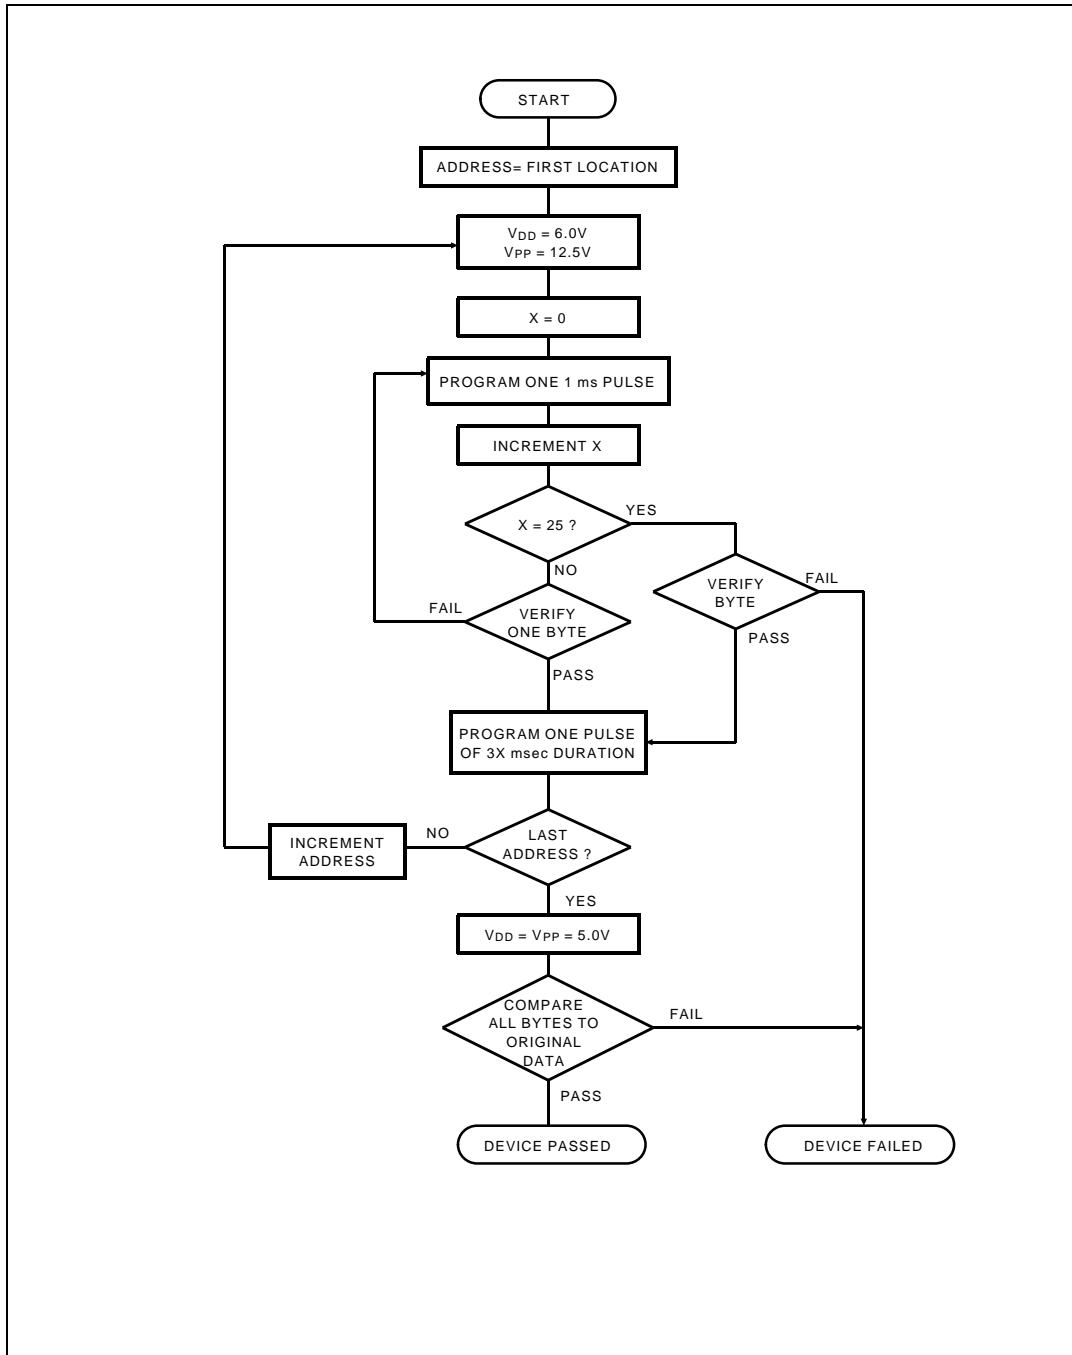 START
ADDRESS= FIRST LOCATION
VDD = 6.0V
VPP = 12.5V
X = 0
PROGRAM ONE 1 ms PULSE
INCREMENT X
X = 25 ?
YES
NO
VERIFY
BYTE
FAIL
PASS
FAIL
VERIFY
ONE BYTE
PASS
PROGRAM ONE PULSE
OF 3X msec DURATION
LAST
ADDRESS ?
NO
INCREMENT
ADDRESS
YES
VDD = VPP = 5.0V
COMPARE
ALL BYTES TO
ORIGINAL
DATA
FAIL
PASS
DEVICE PASSED
DEVICE FAILED